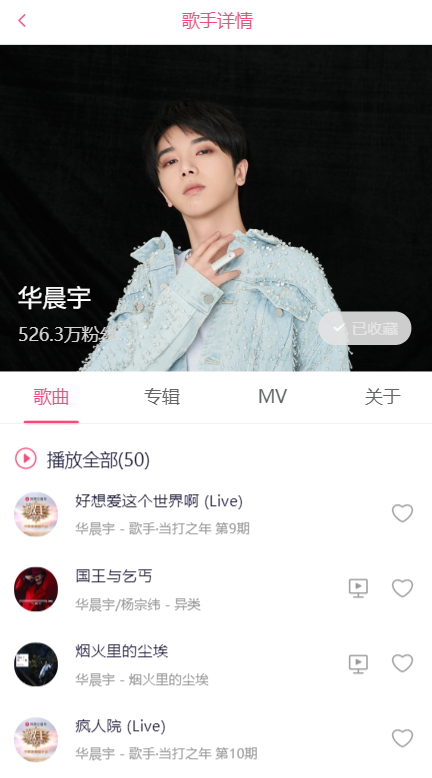 歌手详情
华晨宇
526.3万粉丝
已收藏
歌曲 专辑 MV 关于
播放全部(50)
好想爱这个世界啊 (Live)
华晨宇 - 歌手·当打之年 第9期
国王与乞丐
华晨宇/杨宗纬 - 异类
烟火里的尘埃
华晨宇 - 烟火里的尘埃
疯人院 (Live)
华晨宇 - 歌手·当打之年 第10期